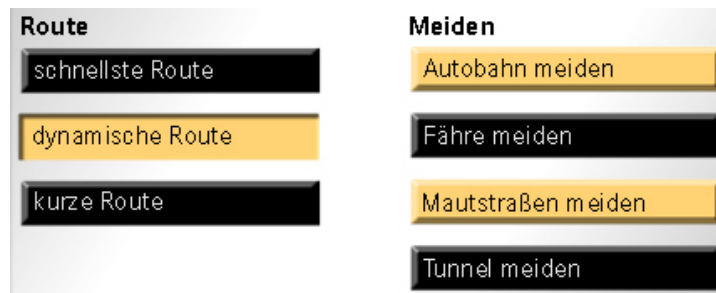 Route
schnellste Route
dynamische Route
kurze Route
Meiden
Autobahn meiden
Fähre meiden
Mautstraßen meiden
Tunnel meiden